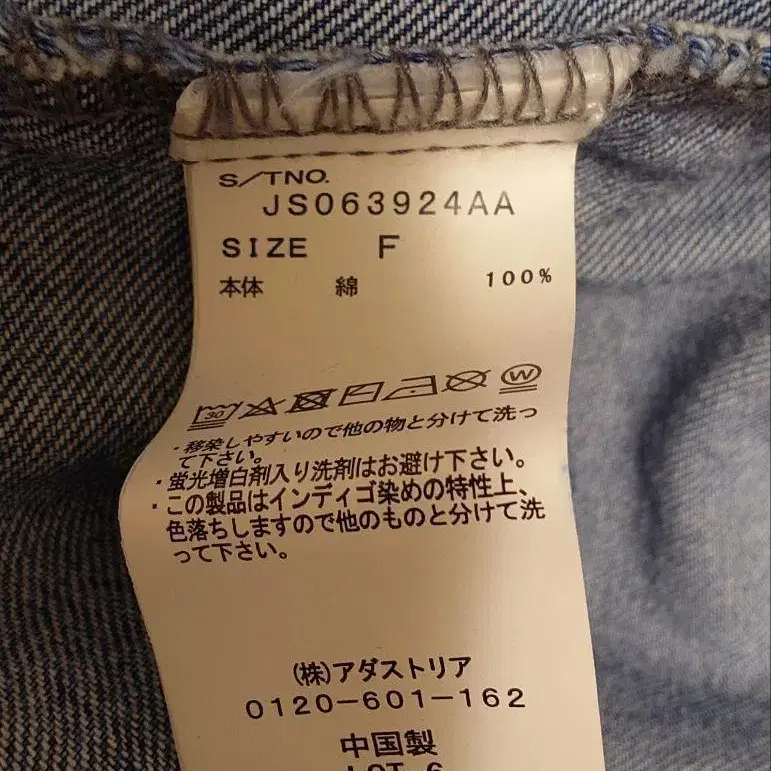 S/TNO.
JS063924AA
SIZE F
本体 綿 100%
30 W
・移染しやすいので他の物と分けて洗っ
て下さい。
・蛍光増白剤入り洗剤はお避け下さい。
・この製品はインディゴ染めの特性上、
色落ちしますので他のものと分けて洗
って下さい。
(株)アダストリア
0120-601-162
中国製
LOT 6